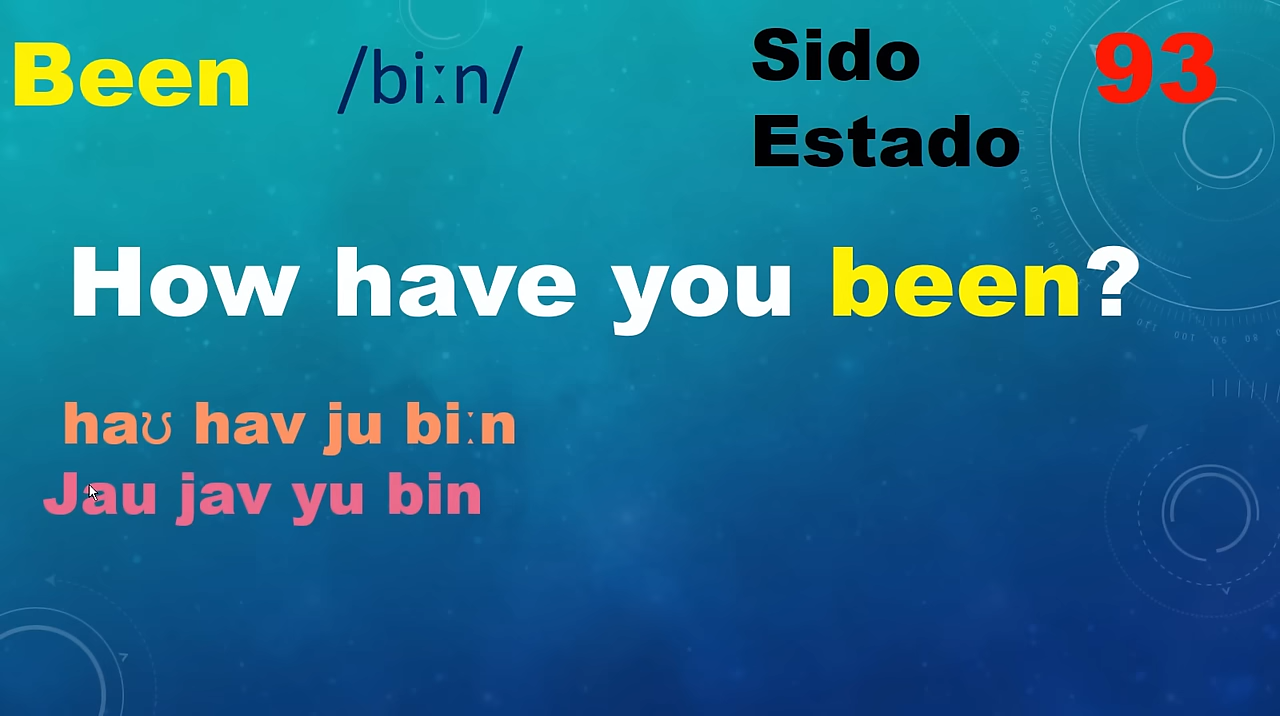 Been /biːn/ Sido 93
Estado
How have you been?
haʊ hav ju biːn
Jau jav yu bin